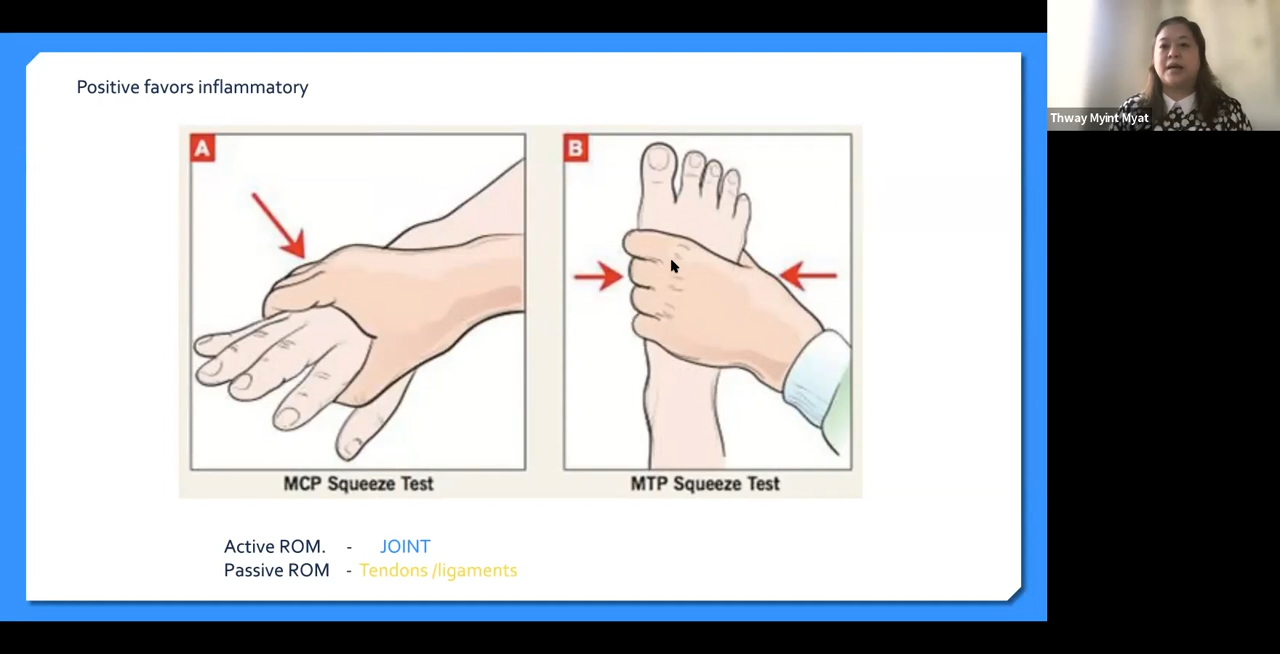 Positive favors inflammatory
A
B
MCP Squeeze Test
MTP Squeeze Test
Active ROM. - JOINT
Passive ROM - Tendons /ligaments
Thway Myint Myat